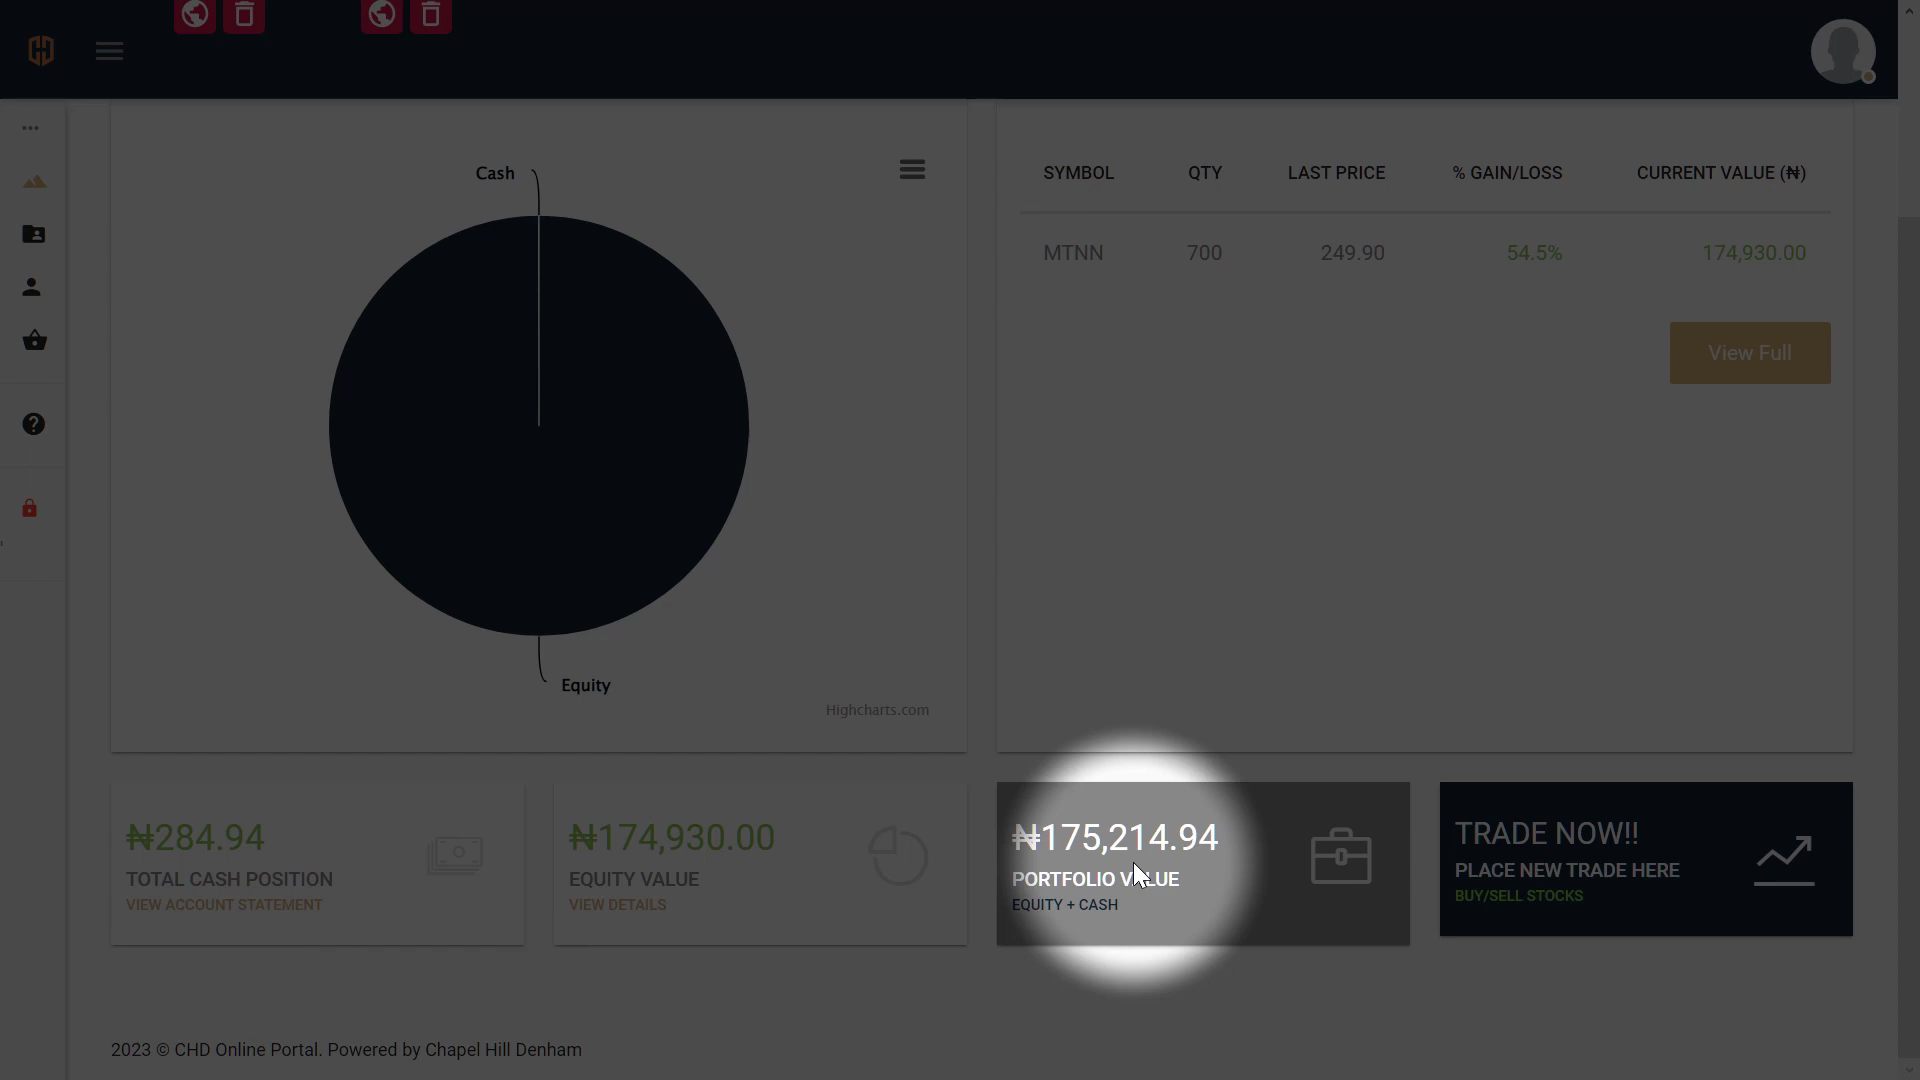 Cash
Equity
Highcharts.com
SYMBOL QTY LAST PRICE % GAIN/LOSS CURRENT VALUE (₦)
MTNN 700 249.90 54.5% 174,930.00
View Full
₦284.94
TOTAL CASH POSITION
VIEW ACCOUNT STATEMENT
₦174,930.00
EQUITY VALUE
VIEW DETAILS
₦175,214.94
PORTFOLIO VALUE
EQUITY + CASH
TRADE NOW!!
PLACE NEW TRADE HERE
BUY/SELL STOCKS
2023 © CHD Online Portal. Powered by Chapel Hill Denham